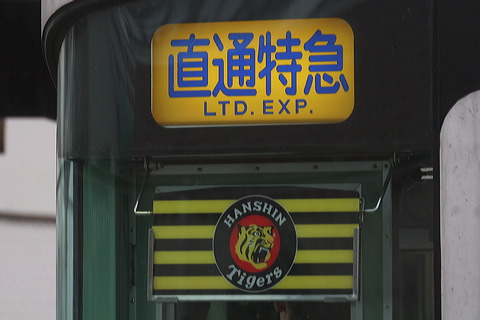 直通特急
LTD. EXP.
HANSHIN
Tigers